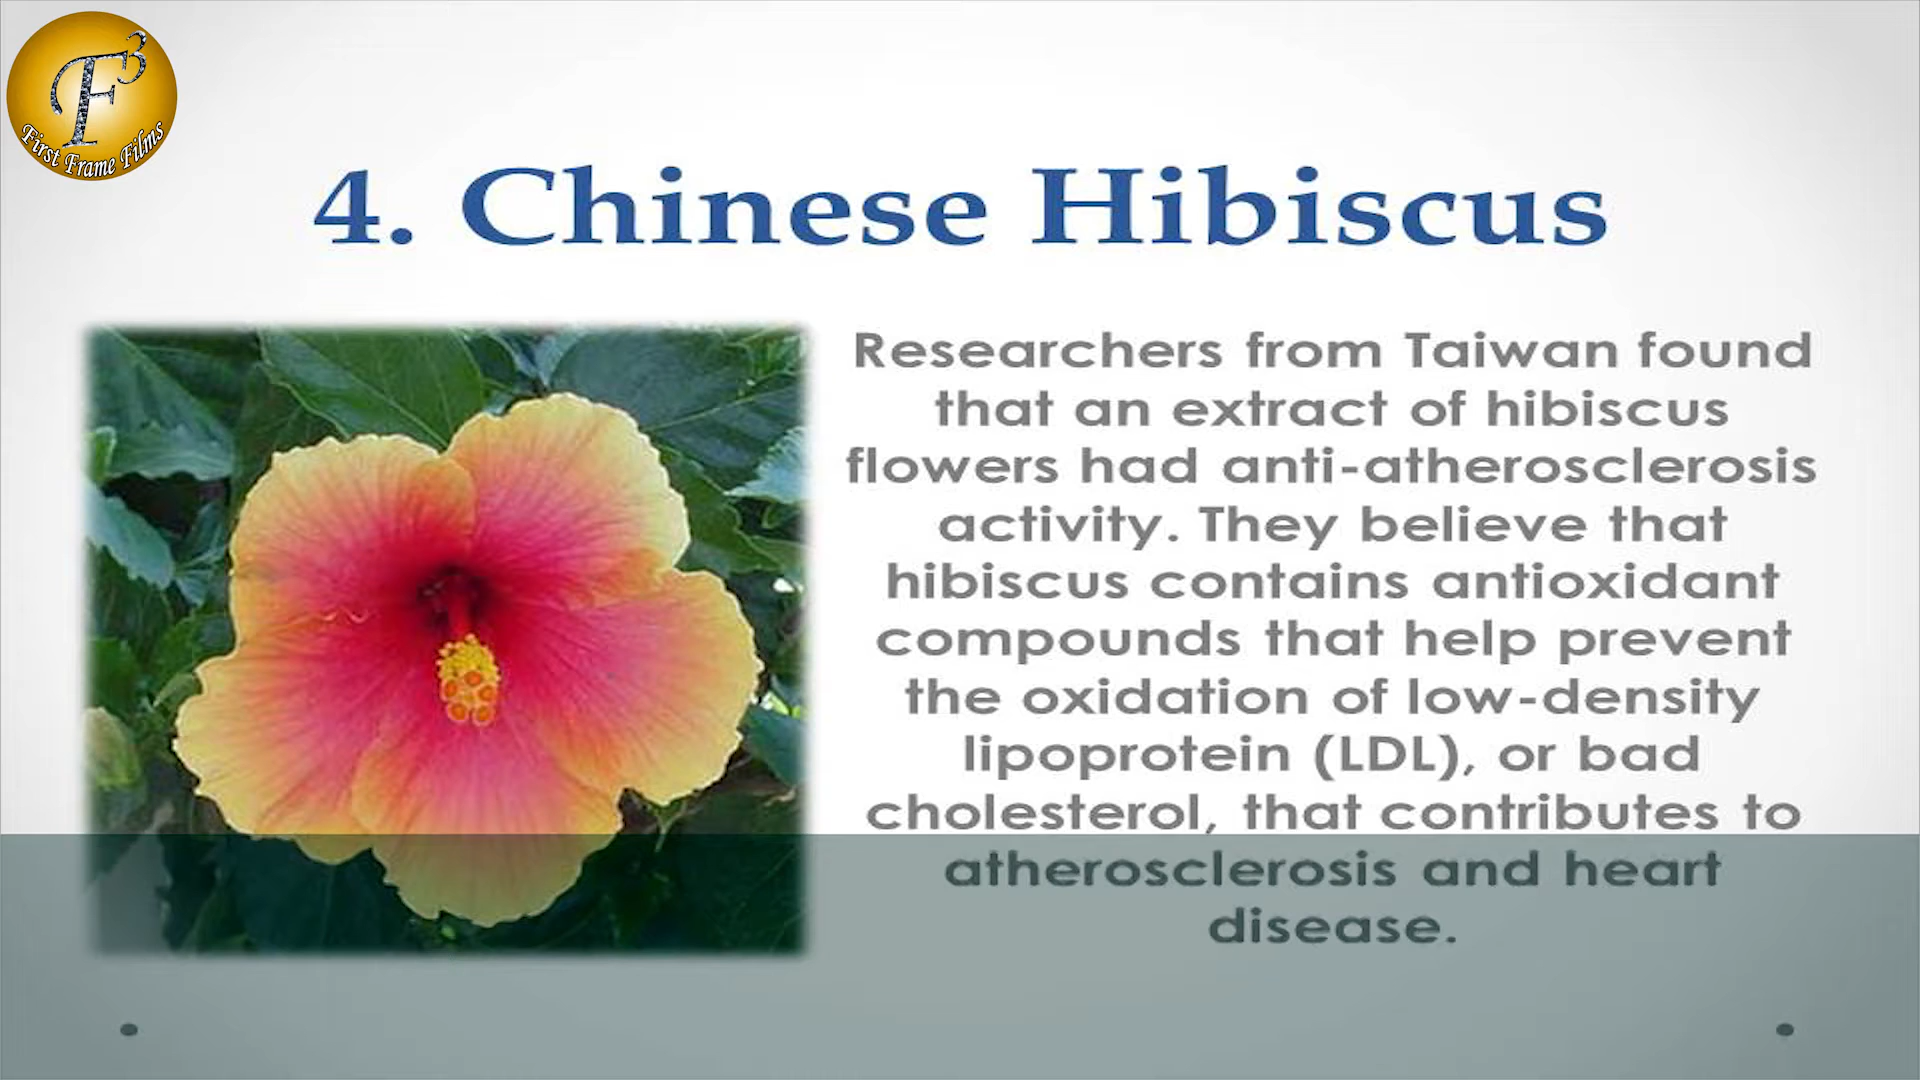 F3
First Frame Films
4. Chinese Hibiscus
Researchers from Taiwan found
that an extract of hibiscus
flowers had anti-atherosclerosis
activity. They believe that
hibiscus contains antioxidant
compounds that help prevent
the oxidation of low-density
lipoprotein (LDL), or bad
cholesterol, that contributes to
atherosclerosis and heart
disease.